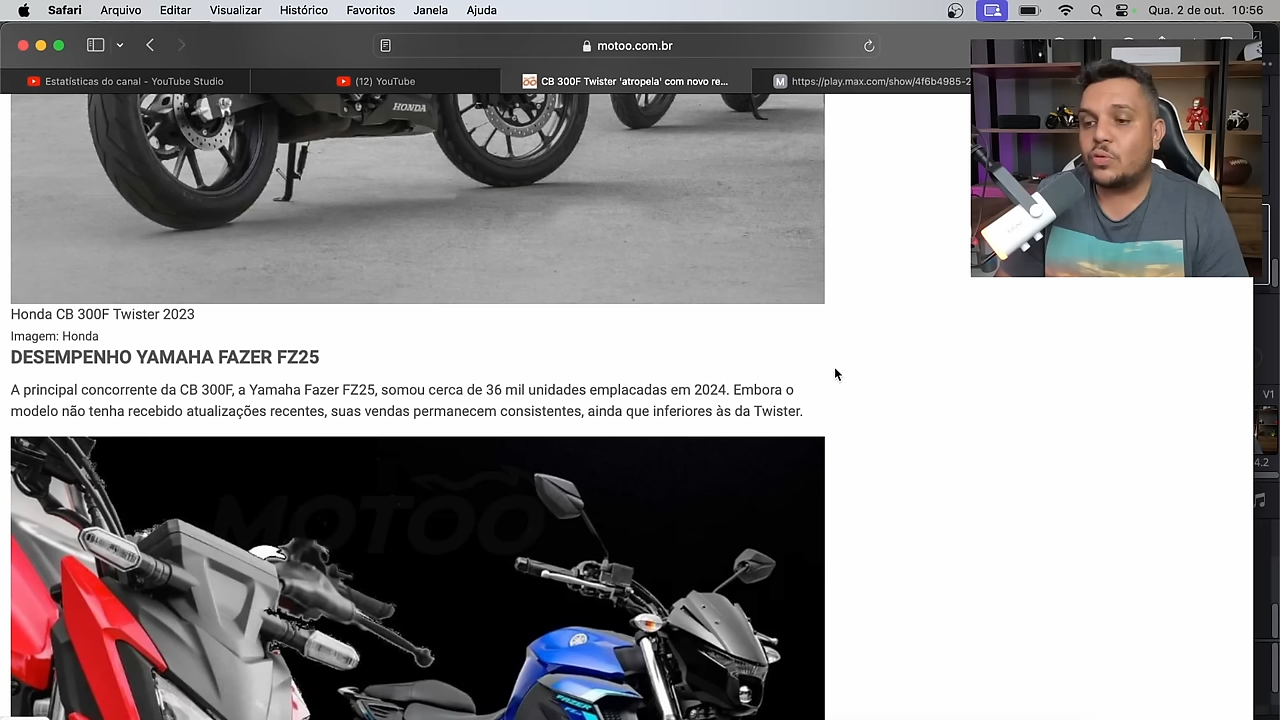 Safari Arquivo Editar Visualizar Histórico Favoritos Janela Ajuda Qua. 2 de out. 10:56
motoo.com.br
Estatísticas do canal - YouTube Studio (12) YouTube CB 300F Twister 'atropela' com novo re... https://play.max.com/show/4f6b4985-2
HONDA
Honda CB 300F Twister 2023
Imagem: Honda
DESEMPENHO YAMAHA FAZER FZ25
A principal concorrente da CB 300F, a Yamaha Fazer FZ25, somou cerca de 36 mil unidades emplacadas em 2024. Embora o
modelo não tenha recebido atualizações recentes, suas vendas permanecem consistentes, ainda que inferiores às da Twister.
V1
4.2
MOTOO
FAZER